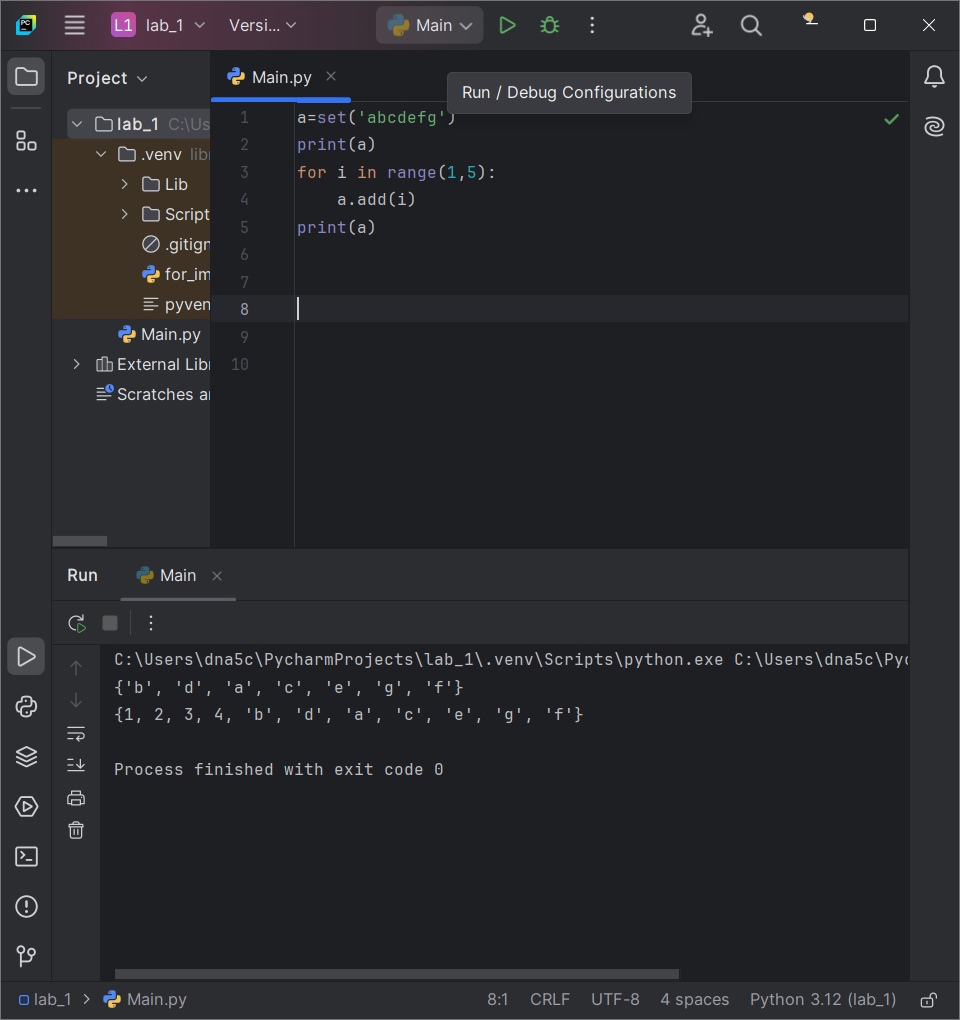 L1 lab_1 Versi... Main
Project
Main.py
Run / Debug Configurations
lab_1 C:\Us
.venv libr
Lib
Script
.gitign
for_im
pyven
Main.py
External Libr
Scratches a
1 a=set('abcdefg')
2 print(a)
3 for i in range(1,5):
4 a.add(i)
5 print(a)
6
7
8
9
10
Run Main
C:\Users\dna5c\PycharmProjects\lab_1\.venv\Scripts\python.exe C:\Users\dna5c\Pyc
{'b', 'd', 'a', 'c', 'e', 'g', 'f'}
{1, 2, 3, 4, 'b', 'd', 'a', 'c', 'e', 'g', 'f'}
Process finished with exit code 0
lab_1 > Main.py 8:1 CRLF UTF-8 4 spaces Python 3.12 (lab_1)